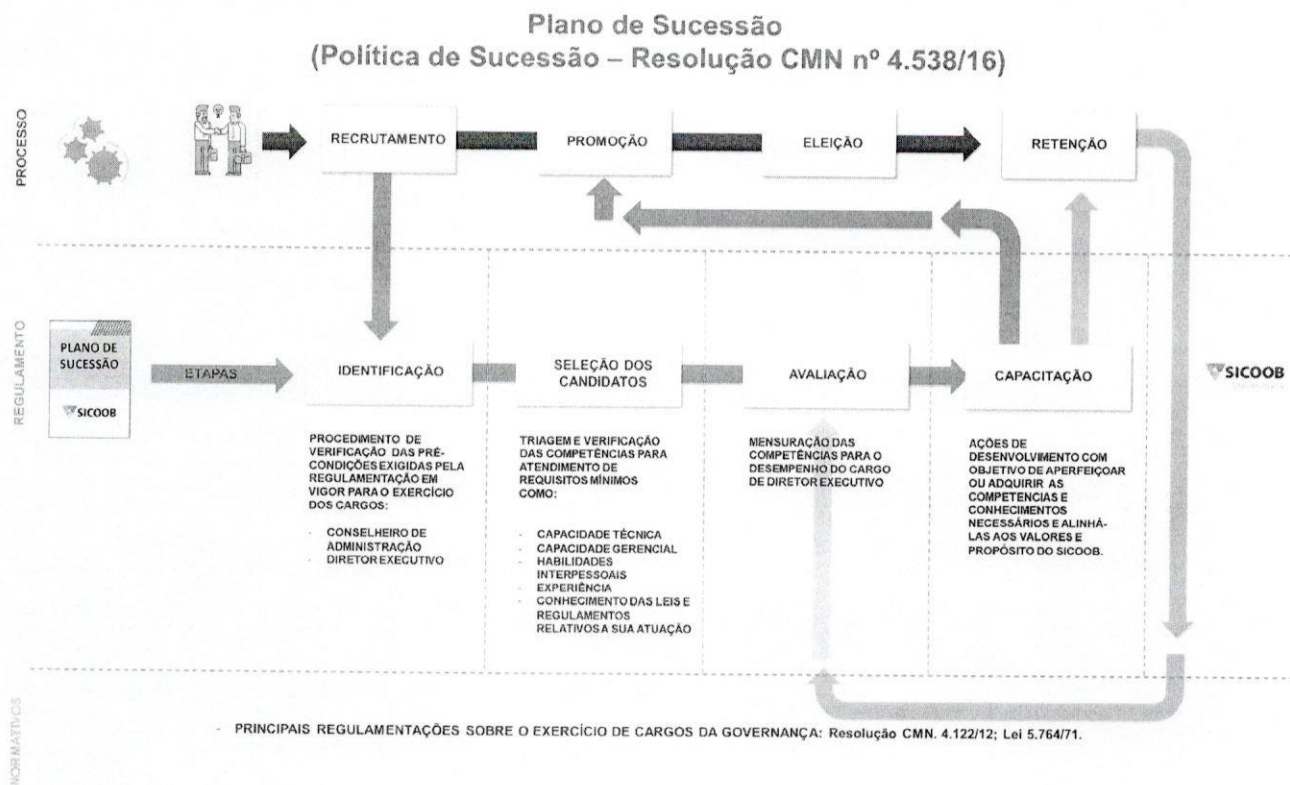 Plano de Sucessão
(Política de Sucessão – Resolução CMN nº 4.538/16)
PROCESSO
RECRUTAMENTO
PROMOÇÃO
ELEIÇÃO
RETENÇÃO
REGULAMENTO
PLANO DE
SUCESSÃO
SICOOB
ETAPAS
IDENTIFICAÇÃO
SELEÇÃO DOS
CANDIDATOS
AVALIAÇÃO
CAPACITAÇÃO
SICOOB
PROCEDIMENTO DE
VERIFICAÇÃO DAS PRÉ-
CONDIÇÕES EXIGIDAS PELA
REGULAMENTAÇÃO EM
VIGOR PARA O EXERCÍCIO
DOS CARGOS:
- CONSELHEIRO DE
ADMINISTRAÇÃO
- DIRETOR EXECUTIVO
TRIAGEM E VERIFICAÇÃO
DAS COMPETÊNCIAS PARA
ATENDIMENTO DE
REQUISITOS MÍNIMOS
COMO:
- CAPACIDADE TÉCNICA
- CAPACIDADE GERENCIAL
- HABILIDADES
INTERPESSOAIS
- EXPERIÊNCIA
- CONHECIMENTO DAS LEIS E
REGULAMENTOS
RELATIVOS A SUA ATUAÇÃO
MENSURAÇÃO DAS
COMPETÊNCIAS PARA O
DESEMPENHO DO CARGO
DE DIRETOR EXECUTIVO
AÇÕES DE
DESENVOLVIMENTO COM
OBJETIVO DE APERFEIÇOAR
OU ADQUIRIR AS
COMPETENCIAS E
CONHECIMENTOS
NECESSÁRIOS E ALINHÁ-
LAS AOS VALORES E
PROPÓSITO DO SICOOB.
NORMATIVOS
- PRINCIPAIS REGULAMENTAÇÕES SOBRE O EXERCÍCIO DE CARGOS DA GOVERNANÇA: Resolução CMN. 4.122/12; Lei 5.764/71.